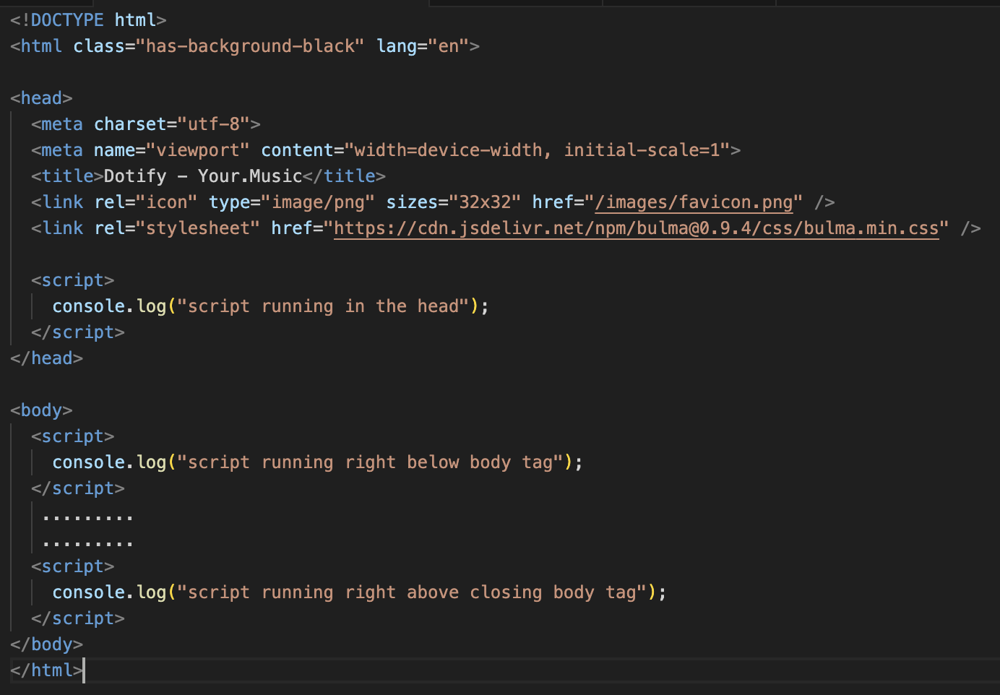 <!DOCTYPE html>
<html class="has-background-black" lang="en">
<head>
<meta charset="utf-8">
<meta name="viewport" content="width=device-width, initial-scale=1">
<title>Dotify - Your.Music</title>
<link rel="icon" type="image/png" sizes="32x32" href="/images/favicon.png" />
<link rel="stylesheet" href="https://cdn.jsdelivr.net/npm/bulma@0.9.4/css/bulma.min.css" />
<script>
console.log("script running in the head");
</script>
</head>
<body>
<script>
console.log("script running right below body tag");
</script>
.........
.........
<script>
console.log("script running right above closing body tag");
</script>
</body>
</html>